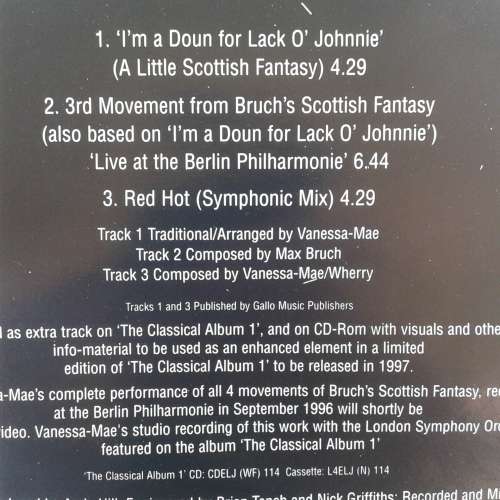 1. ‘I'm a Doun for Lack O' Johnnie’
(A Little Scottish Fantasy) 4.29
2. 3rd Movement from Bruch's Scottish Fantasy
(also based on ‘I'm a Doun for Lack O' Johnnie’)
‘Live at the Berlin Philharmonie’ 6.44
3. Red Hot (Symphonic Mix) 4.29
Track 1 Traditional/Arranged by Vanessa-Mae
Track 2 Composed by Max Bruch
Track 3 Composed by Vanessa-Mae/Wherry
Tracks 1 and 3 Published by Gallo Music Publishers
as extra track on ‘The Classical Album 1’, and on CD-Rom with visuals and othe
info-material to be used as an enhanced element in a limited
edition of ‘The Classical Album 1’ to be released in 1997.
a-Mae's complete performance of all 4 movements of Bruch's Scottish Fantasy, rec
at the Berlin Philharmonie in September 1996 will shortly be
video. Vanessa-Mae's studio recording of this work with the London Symphony Orc
featured on the album ‘The Classical Album 1’
‘The Classical Album 1’ CD: CDELJ (WF) 114 Cassette: L4ELJ (N) 114
Nick Griffiths: Recorded and M